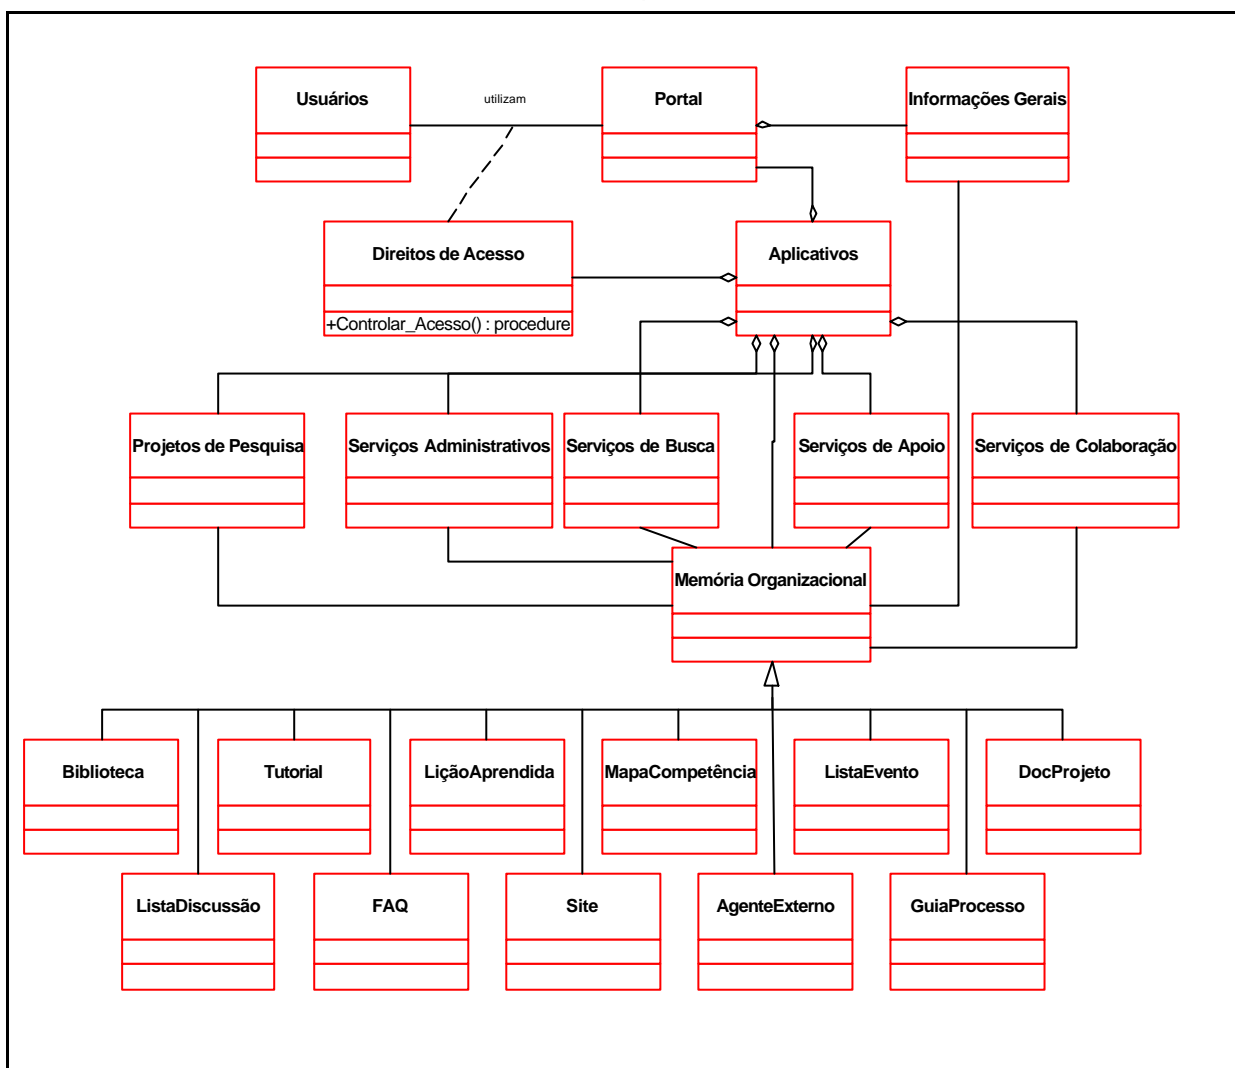 Usuários
utilizam
Portal
Informações Gerais
Direitos de Acesso
+Controlar_Acesso() : procedure
Aplicativos
Projetos de Pesquisa
Serviços Administrativos
Serviços de Busca
Serviços de Apoio
Serviços de Colaboração
Memória Organizacional
Biblioteca
Tutorial
LiçãoAprendida
MapaCompetência
ListaEvento
DocProjeto
ListaDiscussão
FAQ
Site
AgenteExterno
GuiaProcesso